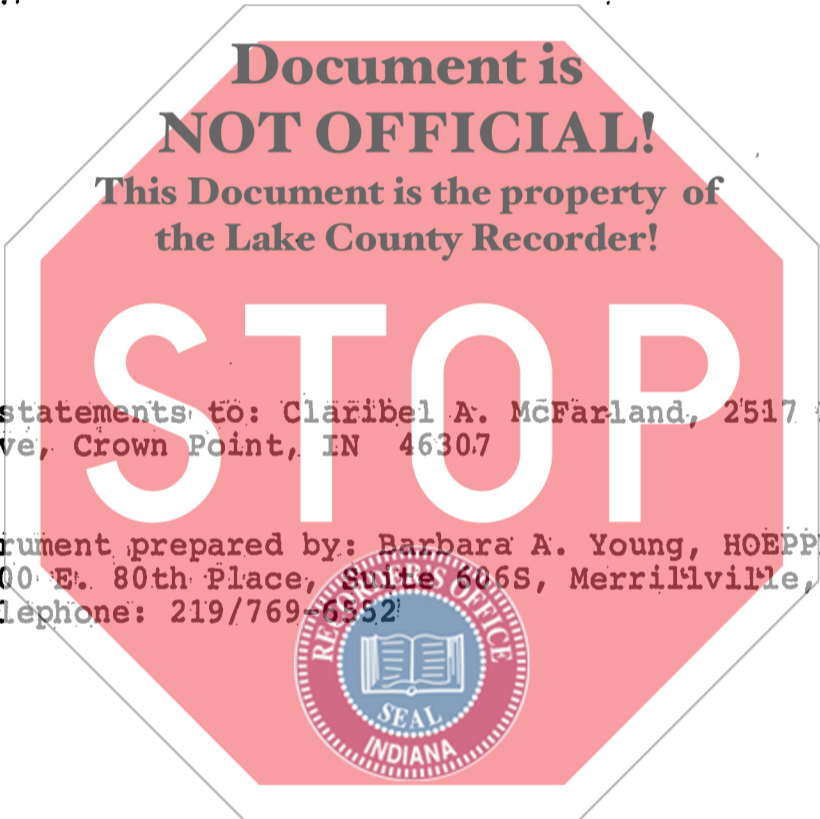 Document is
NOT OFFICIAL!
This Document is the property of
the Lake County Recorder!
STOP
statements to: Claribel A. McFarland, 2517
ve, Crown Point, IN 46307
rument prepared by: Barbara A. Young, HOEPP
00 E. 80th Place, Suite 606S, Merrillville,
lephone: 219/769-6552
RECORDER'S OFFICE
SEAL
INDIANA